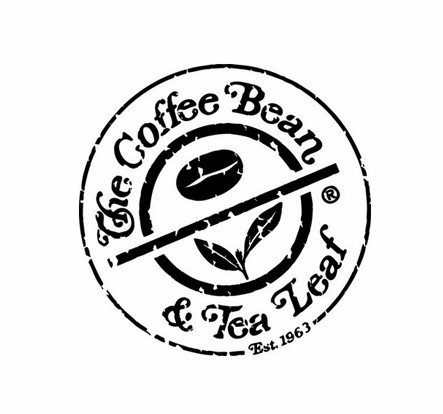 The Coffee Bean
®
& Tea Leaf
Est. 1963